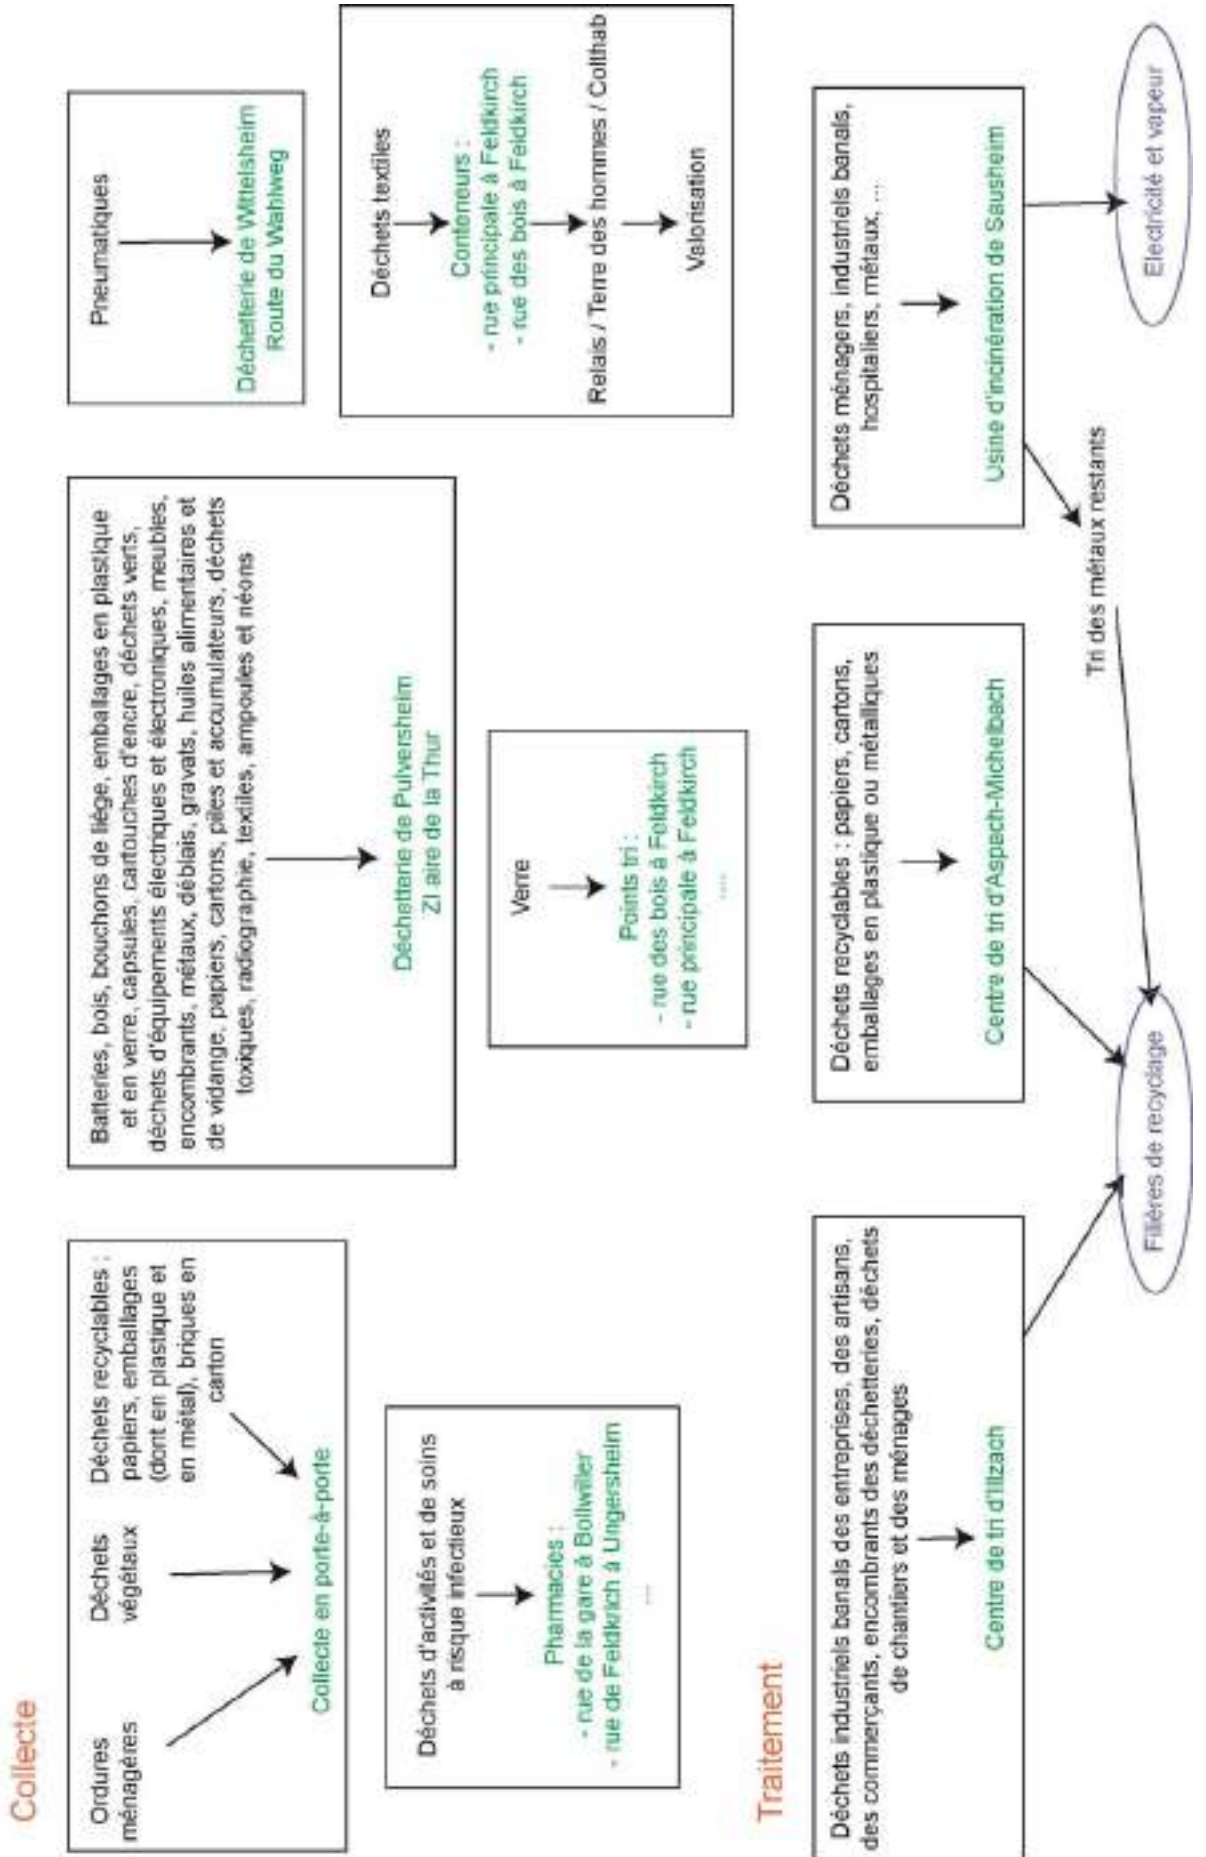 Collecte
Ordures
ménagères
Déchets
végétaux
Déchets recyclables :
papiers, emballages
(dont en plastique et
en métal), briques en
carton
Collecte en porte-à-porte
Batteries, bois, bouchons de liège, emballages en plastique
et en verre, capsules, cartouches d'encre, déchets verts,
déchets d'équipements électriques et électroniques, meubles,
encombrants, métaux, déblais, gravats, huiles alimentaires et
de vidange, papiers, cartons, piles et accumulateurs, déchets
toxiques, radiographie, textiles, ampoules et néons
Déchetterie de Pulversheim
ZI aire de la Thur
Pneumatiques
Déchetterie de Wittelsheim
Route du Wahlweg
Déchets d'activités et de soins
à risque infectieux
Pharmacies :
- rue de la gare à Bollwiller
- rue de Feldkrich à Ungersheim
...
Verre
Points tri :
- rue des bois à Feldkirch
- rue principale à Feldkirch
....
Déchets textiles
Conteneurs :
- rue principale à Feldkirch
- rue des bois à Feldkirch
Relais / Terre des hommes / Colthab
Valorisation
Traitement
Déchets industriels banals des entreprises, des artisans,
des commerçants, encombrants des déchetteries, déchets
de chantiers et des ménages
Centre de tri d'Illzach
Déchets recyclables : papiers, cartons,
emballages en plastique ou métalliques
Centre de tri d'Aspach-Michelbach
Déchets ménagers, industriels banals,
hospitaliers, métaux, ...
Usine d'incinération de Sausheim
Tri des métaux restants
Filières de recyclage
Electricité et vapeur